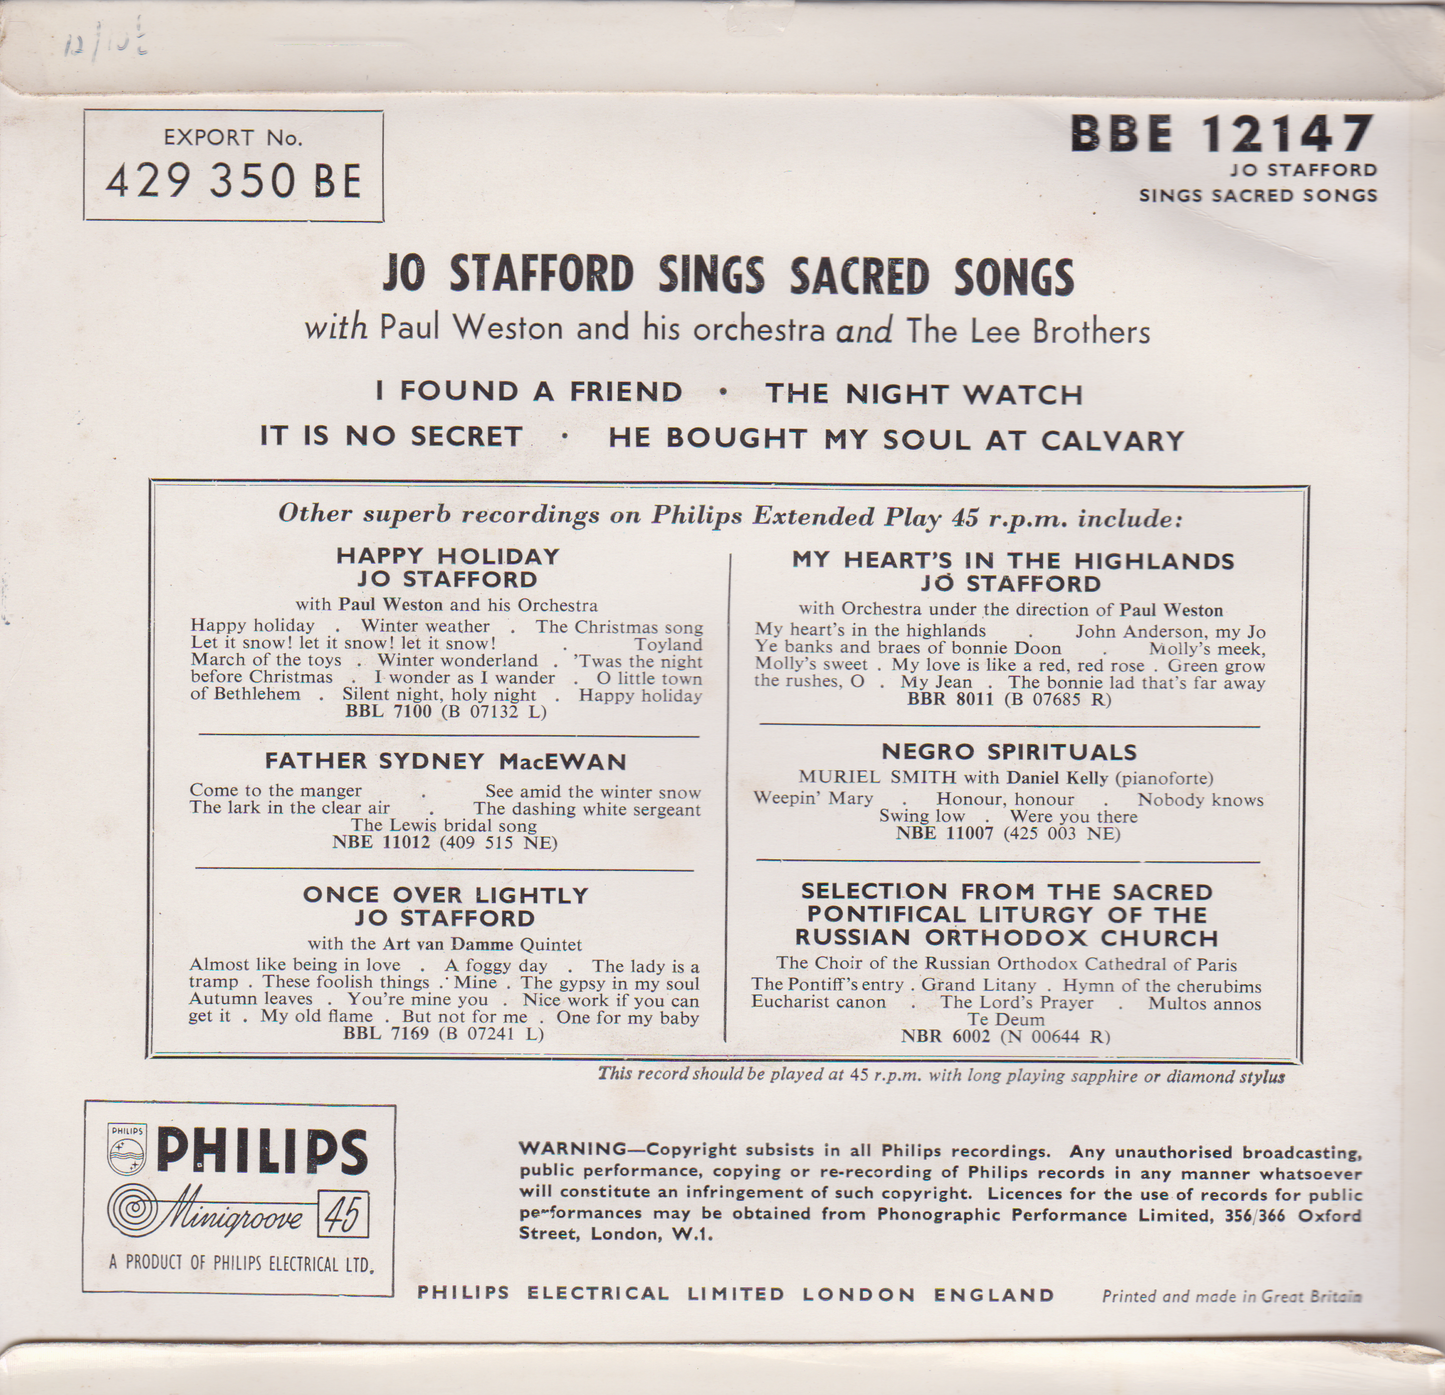 EXPORT No.
429 350 BE
BBE 12147
JO STAFFORD
SINGS SACRED SONGS
JO STAFFORD SINGS SACRED SONGS
with Paul Weston and his orchestra and The Lee Brothers
I FOUND A FRIEND • THE NIGHT WATCH
IT IS NO SECRET • HE BOUGHT MY SOUL AT CALVARY
Other superb recordings on Philips Extended Play 45 r.p.m. include:
HAPPY HOLIDAY
JO STAFFORD
with Paul Weston and his Orchestra
Happy holiday . Winter weather . The Christmas song
Let it snow! let it snow! let it snow! . Toyland
March of the toys . Winter wonderland . 'Twas the night
before Christmas . I wonder as I wander . O little town
of Bethlehem . Silent night, holy night . Happy holiday
BBL 7100 (B 07132 L)
FATHER SYDNEY MacEWAN
Come to the manger . See amid the winter snow
The lark in the clear air . The dashing white sergeant
The Lewis bridal song
NBE 11012 (409 515 NE)
ONCE OVER LIGHTLY
JO STAFFORD
with the Art van Damme Quintet
Almost like being in love . A foggy day . The lady is a
tramp . These foolish things . Mine . The gypsy in my soul
Autumn leaves . You're mine you . Nice work if you can
get it . My old flame . But not for me . One for my baby
BBL 7169 (B 07241 L)
MY HEART'S IN THE HIGHLANDS
JO STAFFORD
with Orchestra under the direction of Paul Weston
My heart's in the highlands . John Anderson, my Jo
Ye banks and braes of bonnie Doon . Molly's meek,
Molly's sweet . My love is like a red, red rose . Green grow
the rushes, O . My Jean . The bonnie lad that's far away
BBR 8011 (B 07685 R)
NEGRO SPIRITUALS
MURIEL SMITH with Daniel Kelly (pianoforte)
Weepin' Mary . Honour, honour . Nobody knows
Swing low . Were you there
NBE 11007 (425 003 NE)
SELECTION FROM THE SACRED
PONTIFICAL LITURGY OF THE
RUSSIAN ORTHODOX CHURCH
The Choir of the Russian Orthodox Cathedral of Paris
The Pontiff's entry . Grand Litany . Hymn of the cherubims
Eucharist canon . The Lord's Prayer . Multos annos
Te Deum
NBR 6002 (N 00644 R)
This record should be played at 45 r.p.m. with long playing sapphire or diamond stylus
PHILIPS
PHILIPS
Minigroove 45
A PRODUCT OF PHILIPS ELECTRICAL LTD.
WARNING—Copyright subsists in all Philips recordings. Any unauthorised broadcasting,
public performance, copying or re-recording of Philips records in any manner whatsoever
will constitute an infringement of such copyright. Licences for the use of records for public
performances may be obtained from Phonographic Performance Limited, 356/366 Oxford
Street, London, W.1.
PHILIPS ELECTRICAL LIMITED LONDON ENGLAND
Printed and made in Great Britain